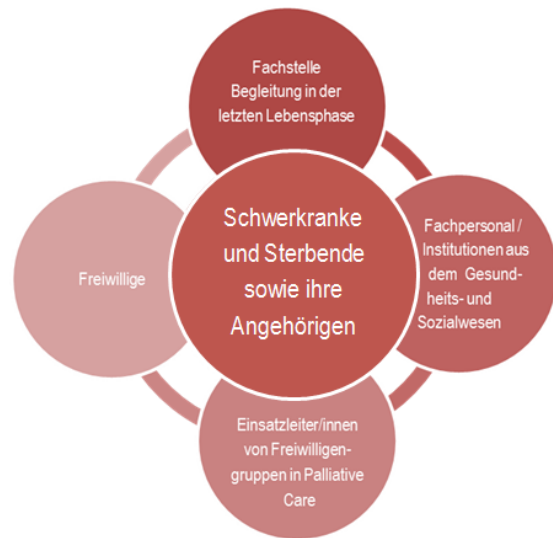 Fachstelle
Begleitung in der
letzten Lebensphase
Schwerkranke
und Sterbende
sowie ihre
Angehörigen
Fachpersonal /
Institutionen aus
dem Gesund-
heits- und
Sozialwesen
Freiwillige
Einsatzleiter/innen
von Freiwilligen-
gruppen in Palliative
Care